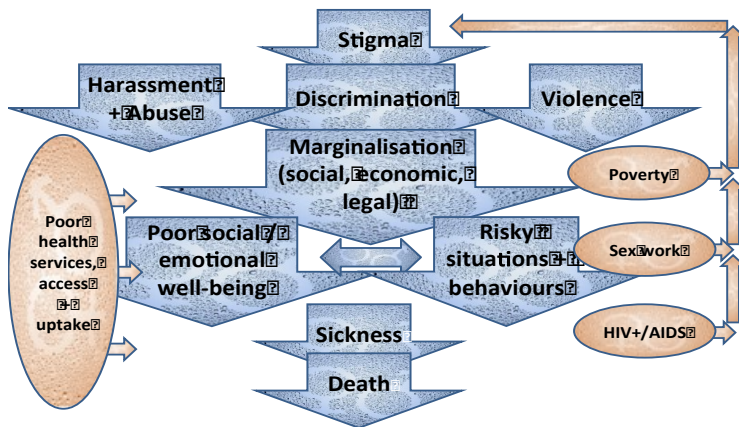 Stigma
Harassment
+ Abuse
Discrimination
Violence
Marginalisation
(social, economic,
legal)
Poverty
Poor
health
services,
access
+
uptake
Poor social /
emotional
well-being
Risky
situations +
behaviours
Sex work
Sickness
HIV+/AIDS
Death